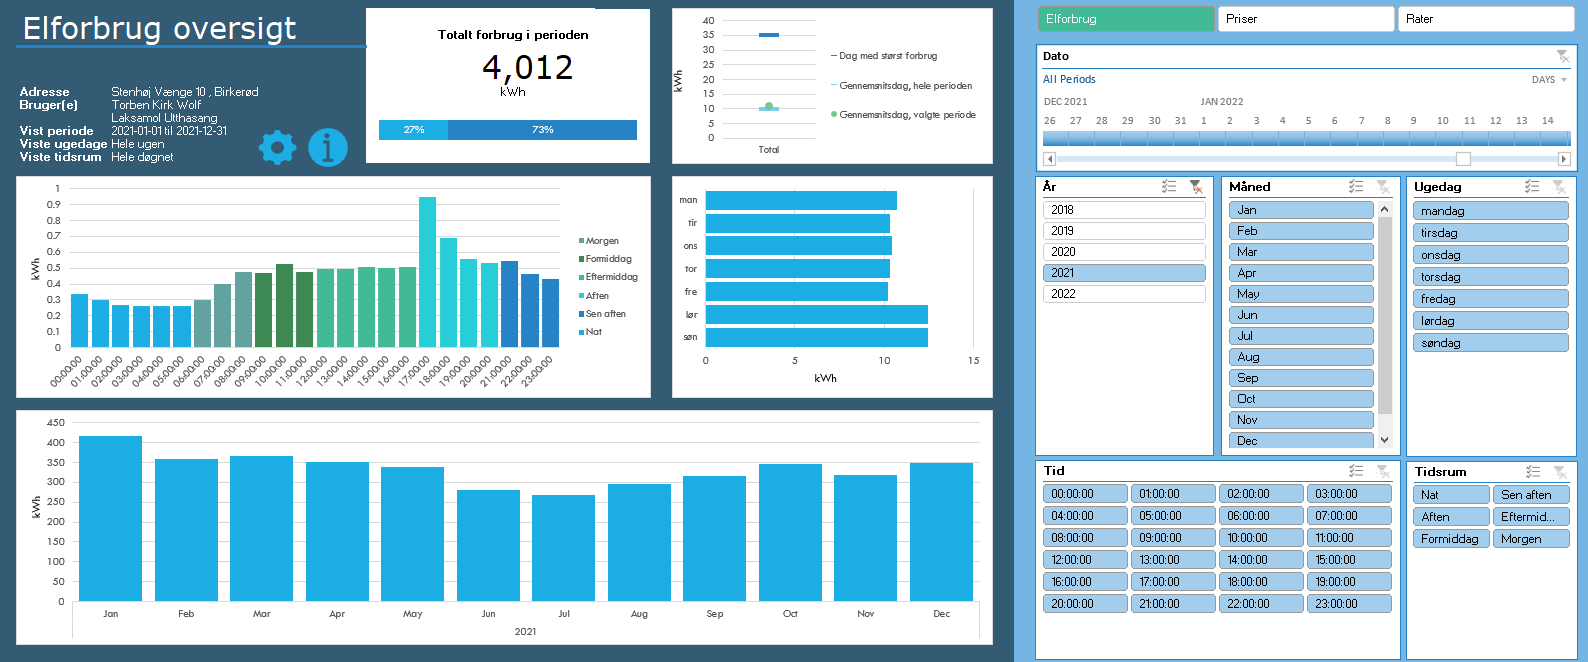 Elforbrug oversigt
Adresse Stenhøj Vænge 10 , Birkerød
Bruger(e) Torben Kirk Wolf
Laksamol Utthasang
Vist periode 2021-01-01 til 2021-12-31
Viste ugedage Hele ugen
Viste tidsrum Hele døgnet
Totalt forbrug i perioden
4,012
kWh
27% 73%
40
35
30
25
20
15
10
5
0
kWh
Total
Dag med størst forbrug
Gennemsnitsdag, hele perioden
Gennemsnitsdag, valgte periode
1
0.9
0.8
0.7
0.6
0.5
0.4
0.3
0.2
0.1
0
kWh
00:00:00 01:00:00 02:00:00 03:00:00 04:00:00 05:00:00 06:00:00 07:00:00 08:00:00 09:00:00 10:00:00 11:00:00 12:00:00 13:00:00 14:00:00 15:00:00 16:00:00 17:00:00 18:00:00 19:00:00 20:00:00 21:00:00 22:00:00 23:00:00
Morgen
Formiddag
Eftermiddag
Aften
Sen aften
Nat
man
tir
ons
tor
fre
lør
søn
0 5 10 15
kWh
450
400
350
300
250
200
150
100
50
0
kWh
Jan Feb Mar Apr May Jun Jul Aug Sep Oct Nov Dec
2021
Elforbrug Priser Rater
Dato
All Periods DAYS
DEC 2021 JAN 2022
26 27 28 29 30 31 1 2 3 4 5 6 7 8 9 10 11 12 13 14
År
2018
2019
2020
2021
2022
Måned
Jan
Feb
Mar
Apr
May
Jun
Jul
Aug
Sep
Oct
Nov
Dec
Ugedag
mandag
tirsdag
onsdag
torsdag
fredag
lørdag
søndag
Tid
00:00:00 01:00:00 02:00:00 03:00:00
04:00:00 05:00:00 06:00:00 07:00:00
08:00:00 09:00:00 10:00:00 11:00:00
12:00:00 13:00:00 14:00:00 15:00:00
16:00:00 17:00:00 18:00:00 19:00:00
20:00:00 21:00:00 22:00:00 23:00:00
Tidsrum
Nat Sen aften
Aften Eftermid...
Formiddag Morgen